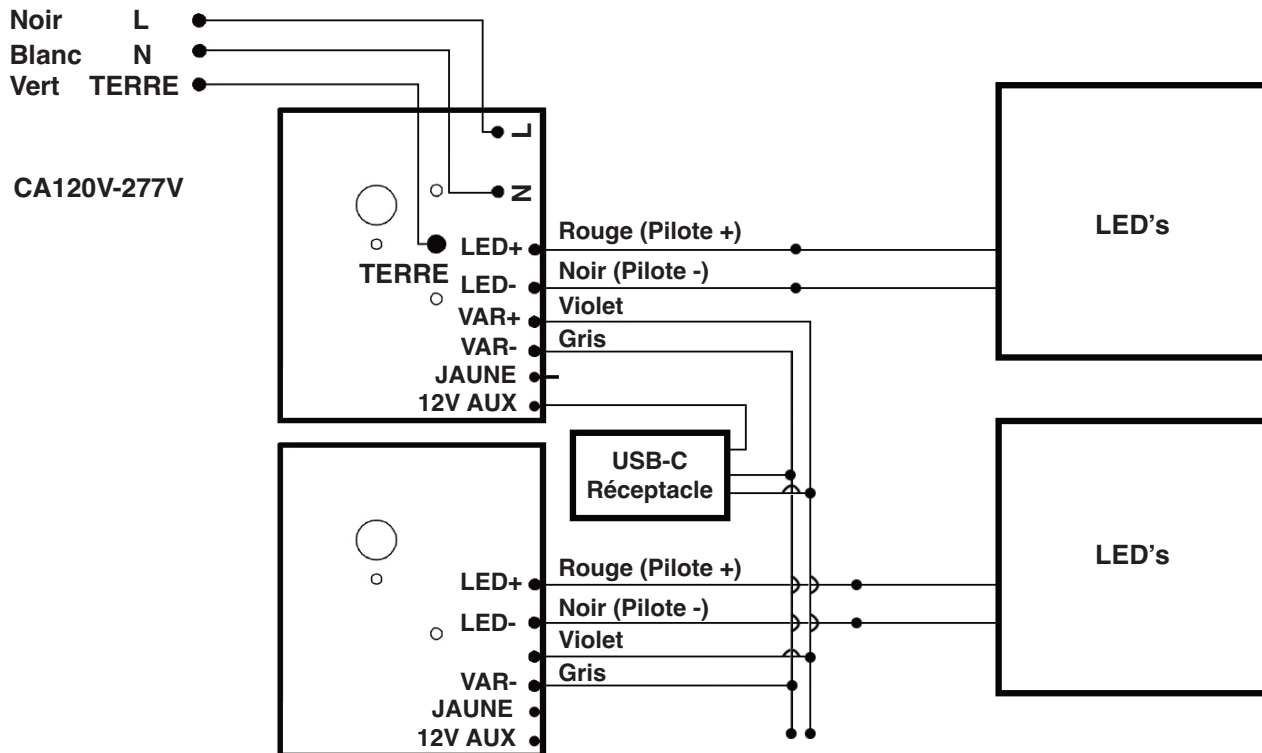 Noir L
Blanc N
Vert TERRE
CA120V-277V
L
N
TERRE
LED+
LED-
VAR+
VAR-
JAUNE
12V AUX
Rouge (Pilote +)
Noir (Pilote -)
Violet
Gris
LED's
USB-C
Réceptacle
LED+
LED-
VAR-
JAUNE
12V AUX
Rouge (Pilote +)
Noir (Pilote -)
Violet
Gris
LED's